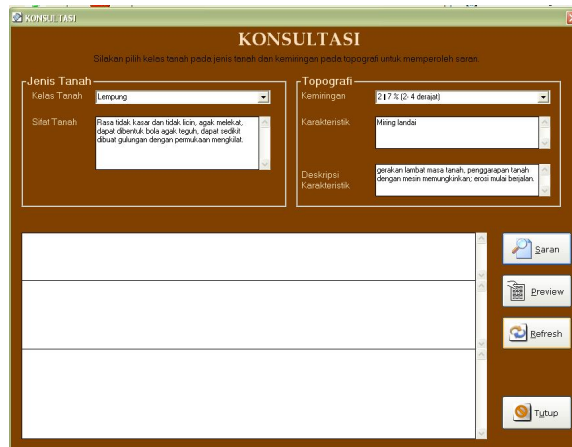 KONSULTASI
KONSULTASI
Silakan pilih kelas tanah pada jenis tanah dan kemiringan pada topografi untuk memperoleh saran.
Jenis Tanah
Kelas Tanah
Lempung
Sifat Tanah
Rasa tidak kasar dan tidak licin, agak melekat,
dapat dibentuk bola agak teguh, dapat sedikit
dibuat gulungan dengan permukaan mengkilat.
Topografi
Kemiringan
2 ‖ 7 % (2- 4 derajat)
Karakteristik
Miring landai
Deskripsi
Karakteristik
gerakan lambat masa tanah, penggarapan tanah
dengan mesin memungkinkan; erosi mulai berjalan.
Saran
Preview
Refresh
Tutup